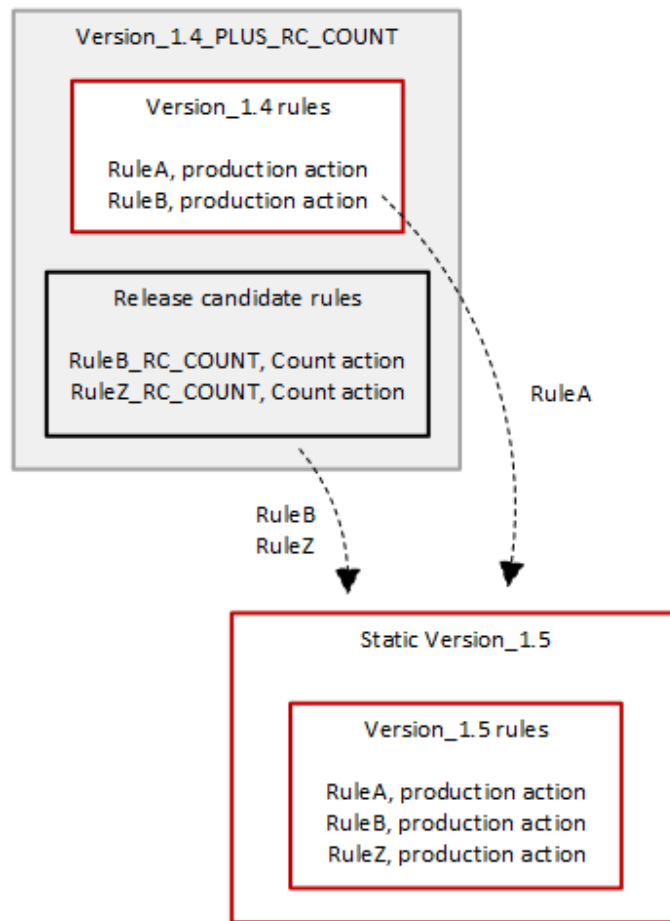 Version_1.4_PLUS_RC_COUNT
Version_1.4 rules
RuleA, production action
RuleB, production action
Release candidate rules
RuleB_RC_COUNT, Count action
RuleZ_RC_COUNT, Count action
RuleA
RuleB
RuleZ
Static Version_1.5
Version_1.5 rules
RuleA, production action
RuleB, production action
RuleZ, production action